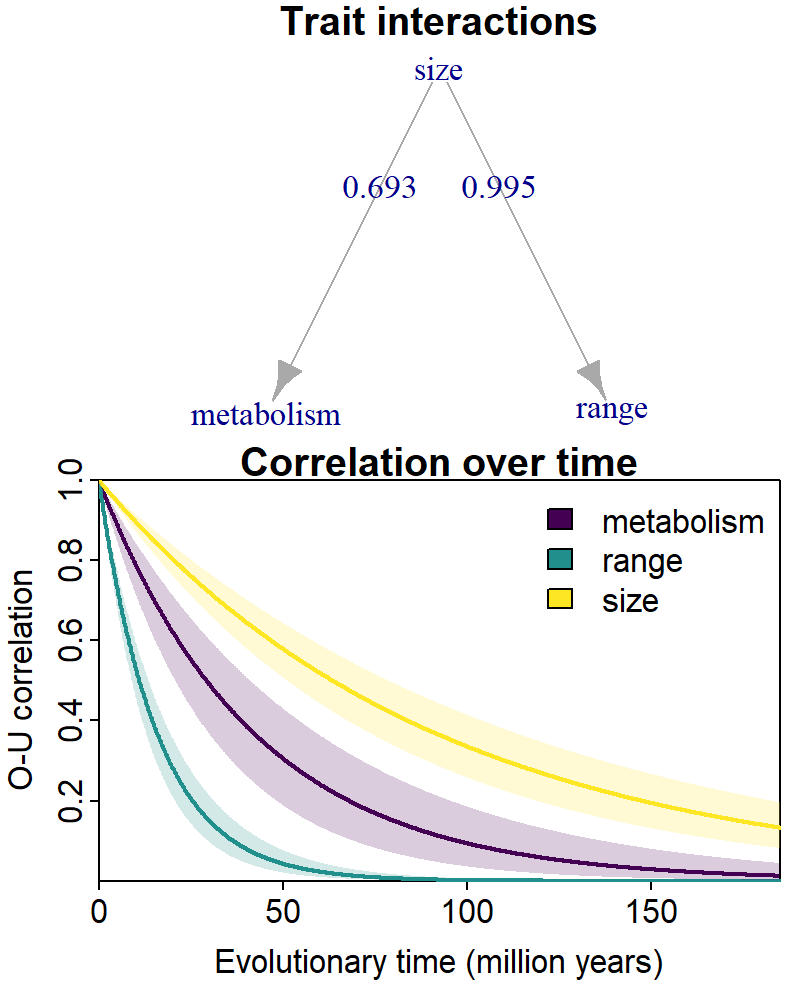 Trait interactions
size
0.693 0.995
metabolism range
Correlation over time
1.0
0.8
0.6
0.4
0.2
O-U correlation
metabolism
range
size
0 50 100 150
Evolutionary time (million years)